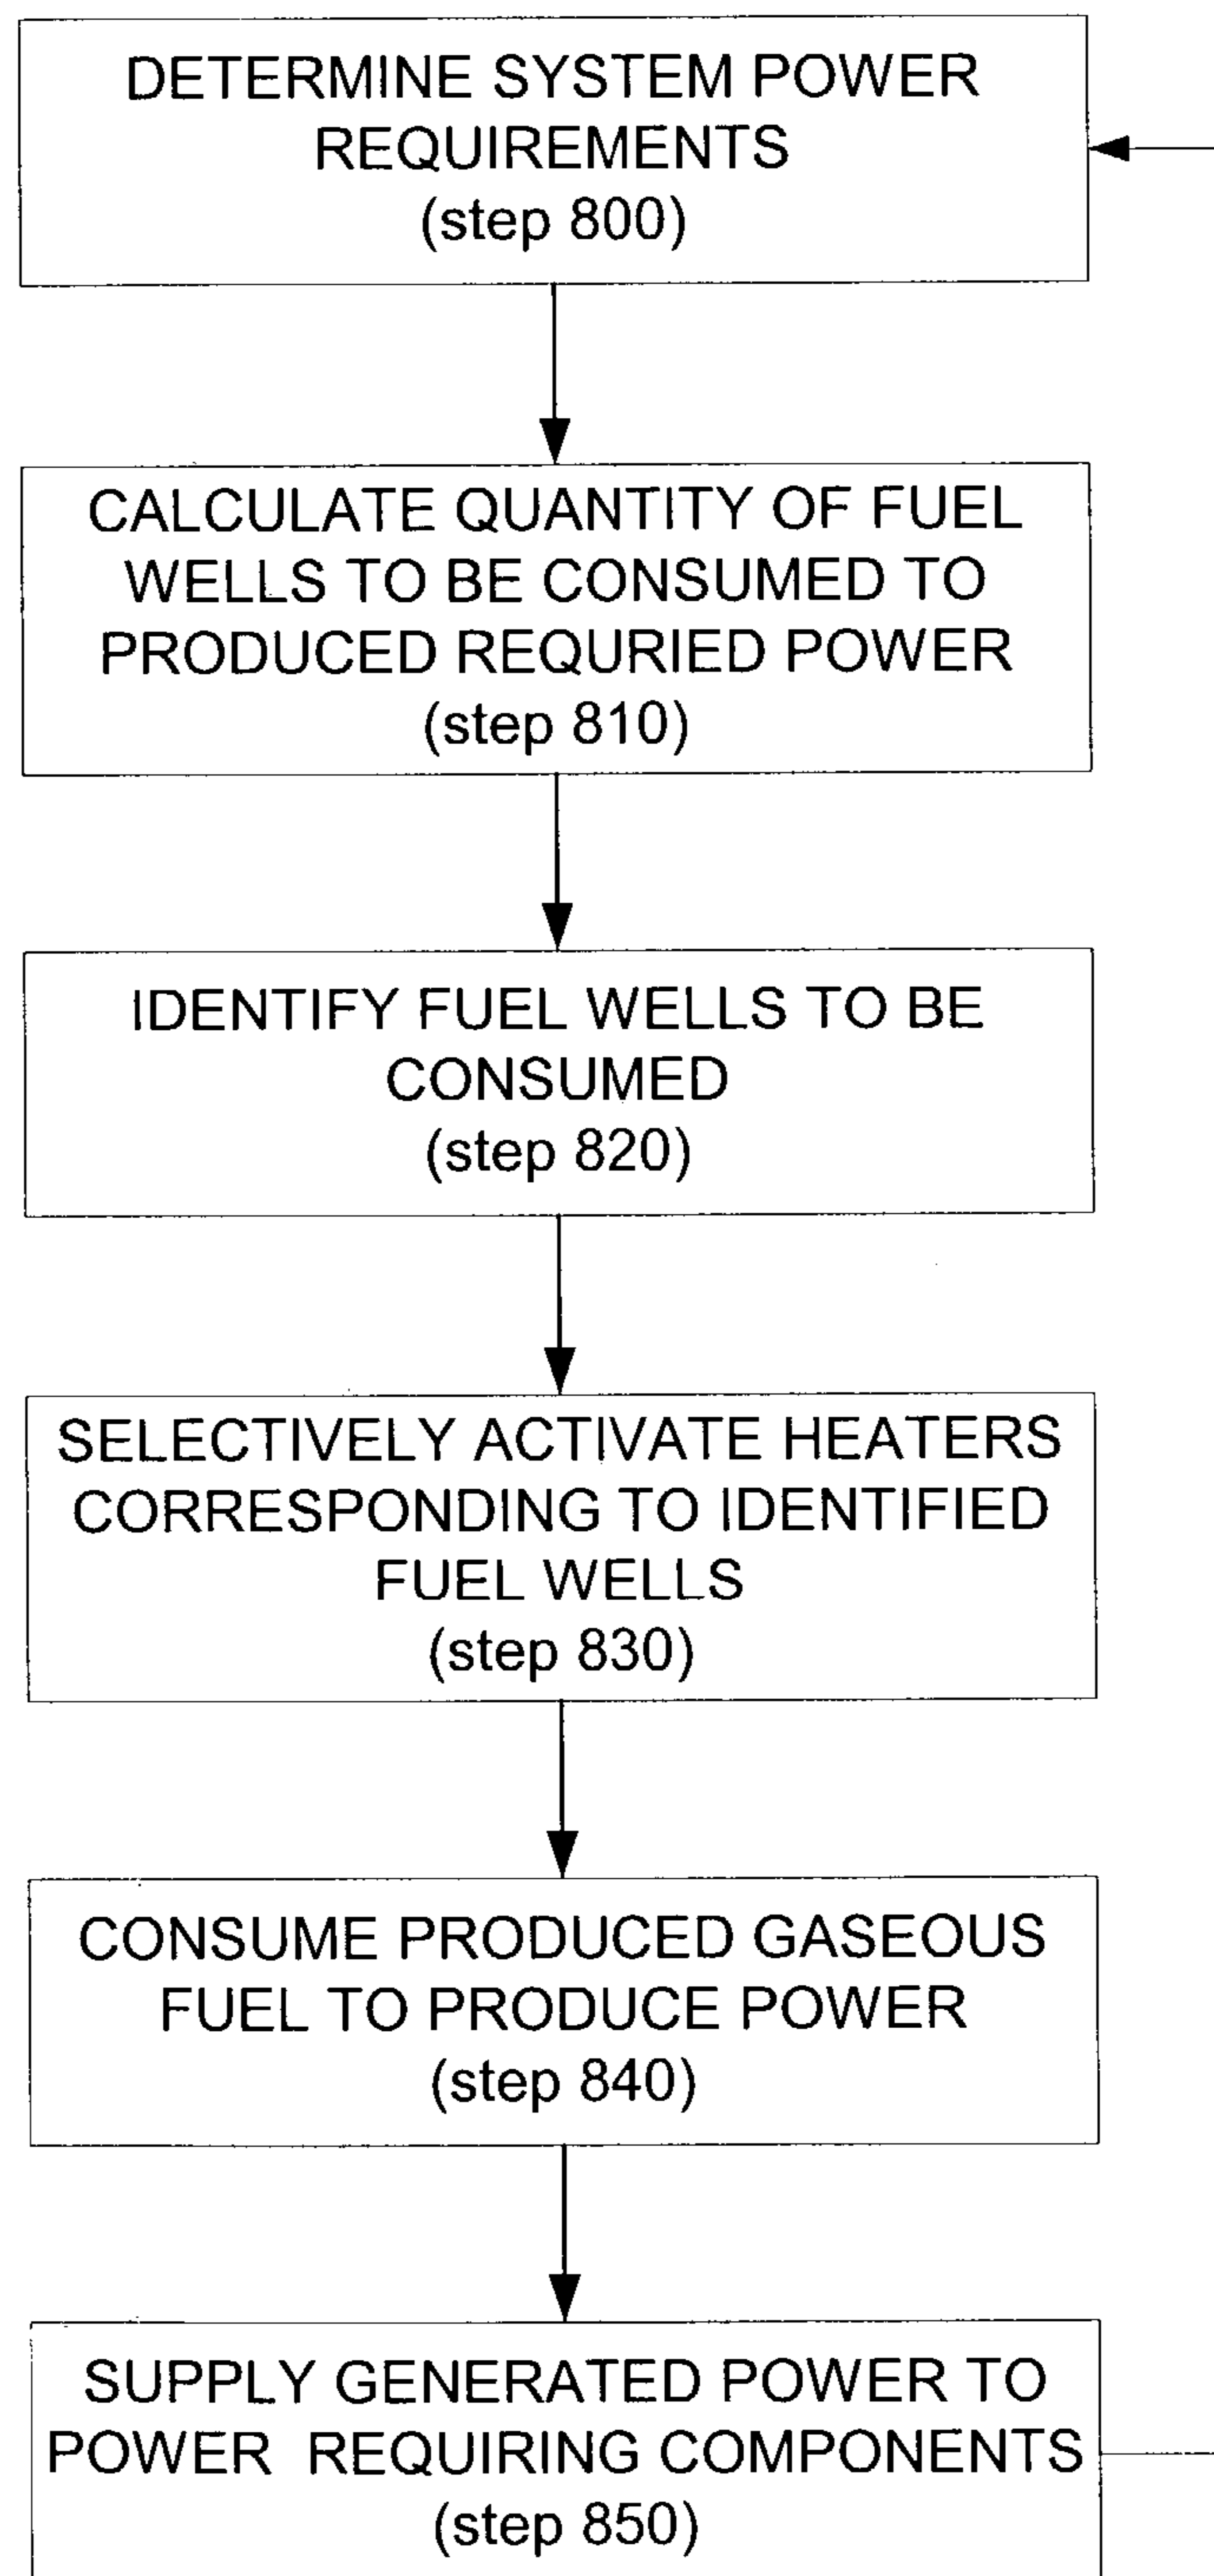 DETERMINE SYSTEM POWER
REQUIREMENTS
(step 800)
CALCULATE QUANTITY OF FUEL
WELLS TO BE CONSUMED TO
PRODUCED REQURIED POWER
(step 810)
IDENTIFY FUEL WELLS TO BE
CONSUMED
(step 820)
SELECTIVELY ACTIVATE HEATERS
CORRESPONDING TO IDENTIFIED
FUEL WELLS
(step 830)
CONSUME PRODUCED GASEOUS
FUEL TO PRODUCE POWER
(step 840)
SUPPLY GENERATED POWER TO
POWER REQUIRING COMPONENTS
(step 850)